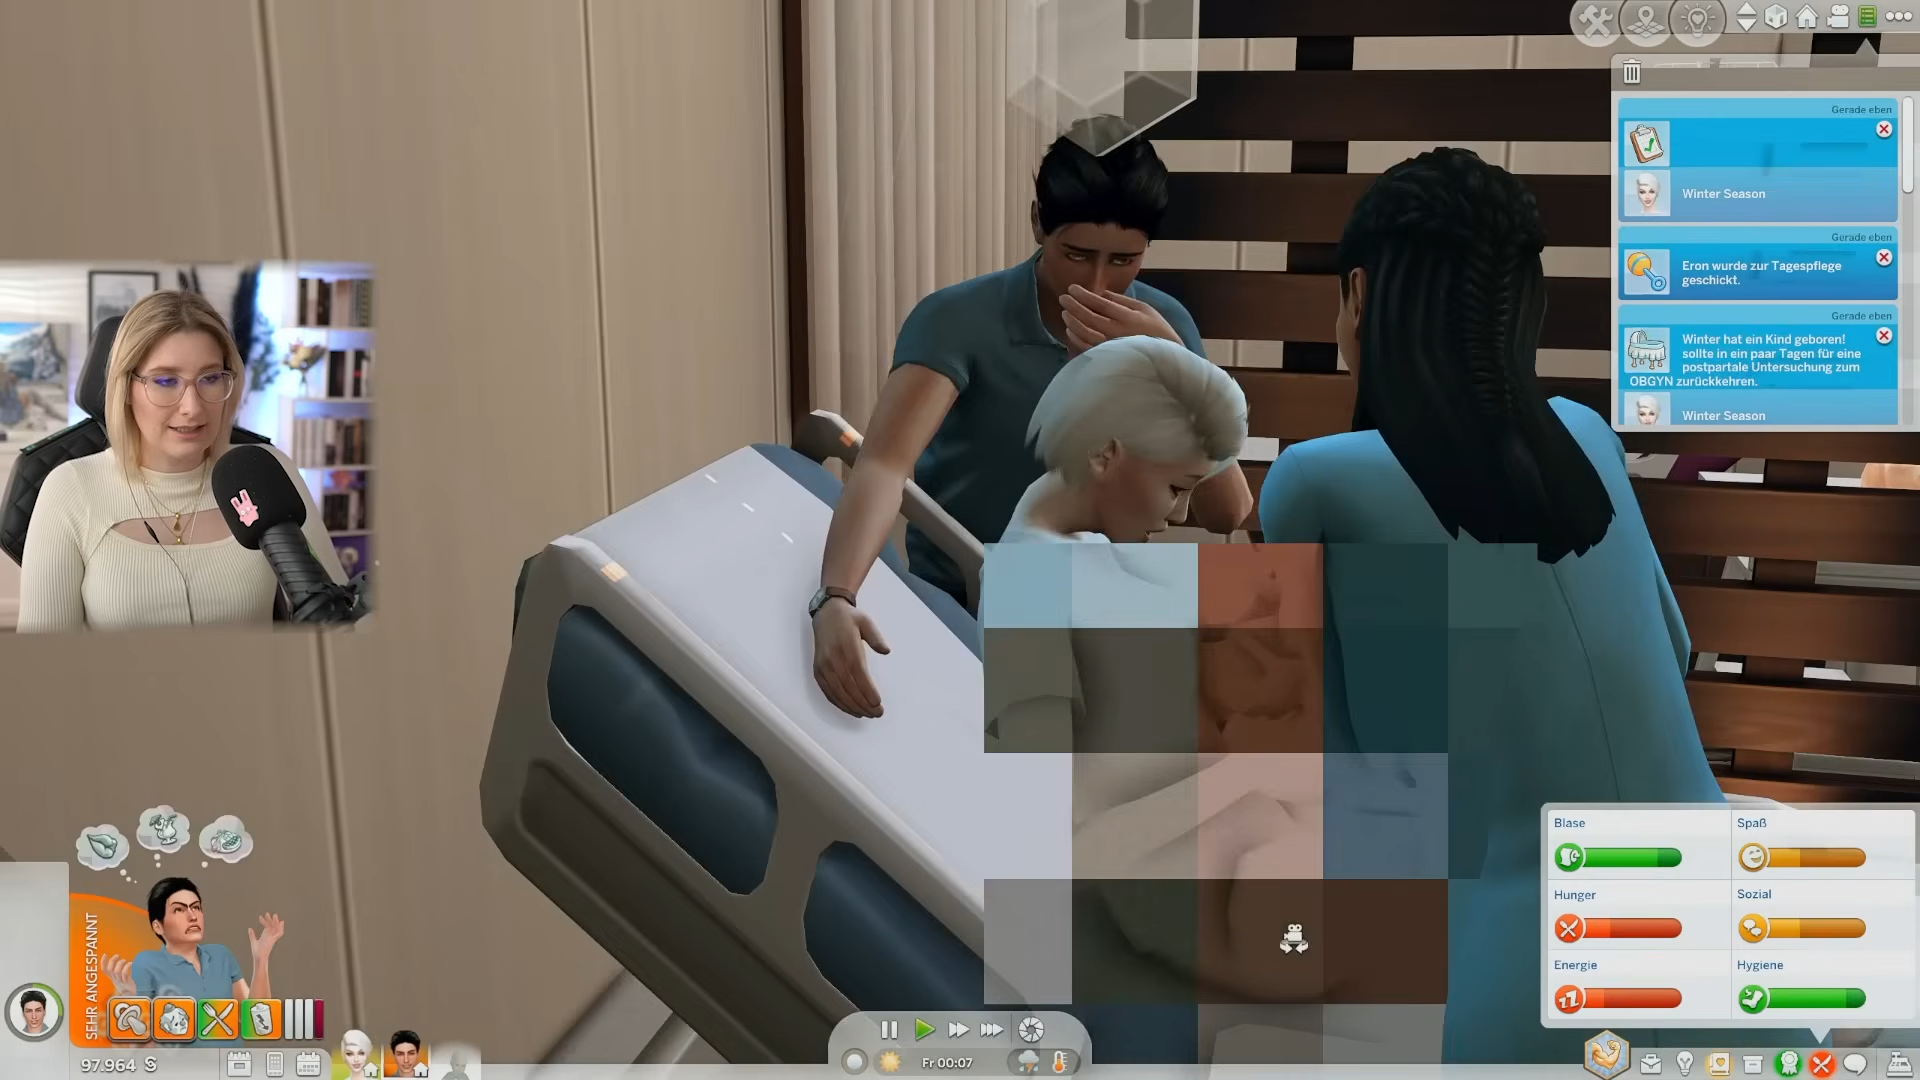 Gerade eben
Winter Season
Gerade eben
Eron wurde zur Tagespflege
geschickt.
Gerade eben
Winter hat ein Kind geboren!
sollte in ein paar Tagen für eine
postpartale Untersuchung zum
OBGYN zurückkehren.
Winter Season
Blase
Spaß
Hunger
Sozial
Energie
Hygiene
SEHR ANGESPANNT
97.964 S
Fr 00:07